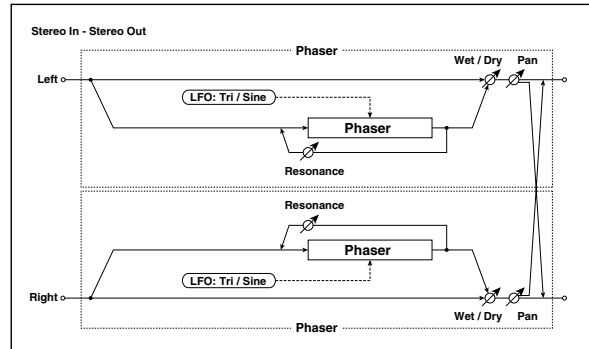 Stereo In - Stereo Out
Phaser
Wet / Dry Pan
Left
LFO: Tri / Sine
Phaser
Resonance
Resonance
Phaser
LFO: Tri / Sine
Right
Wet / Dry Pan
Phaser